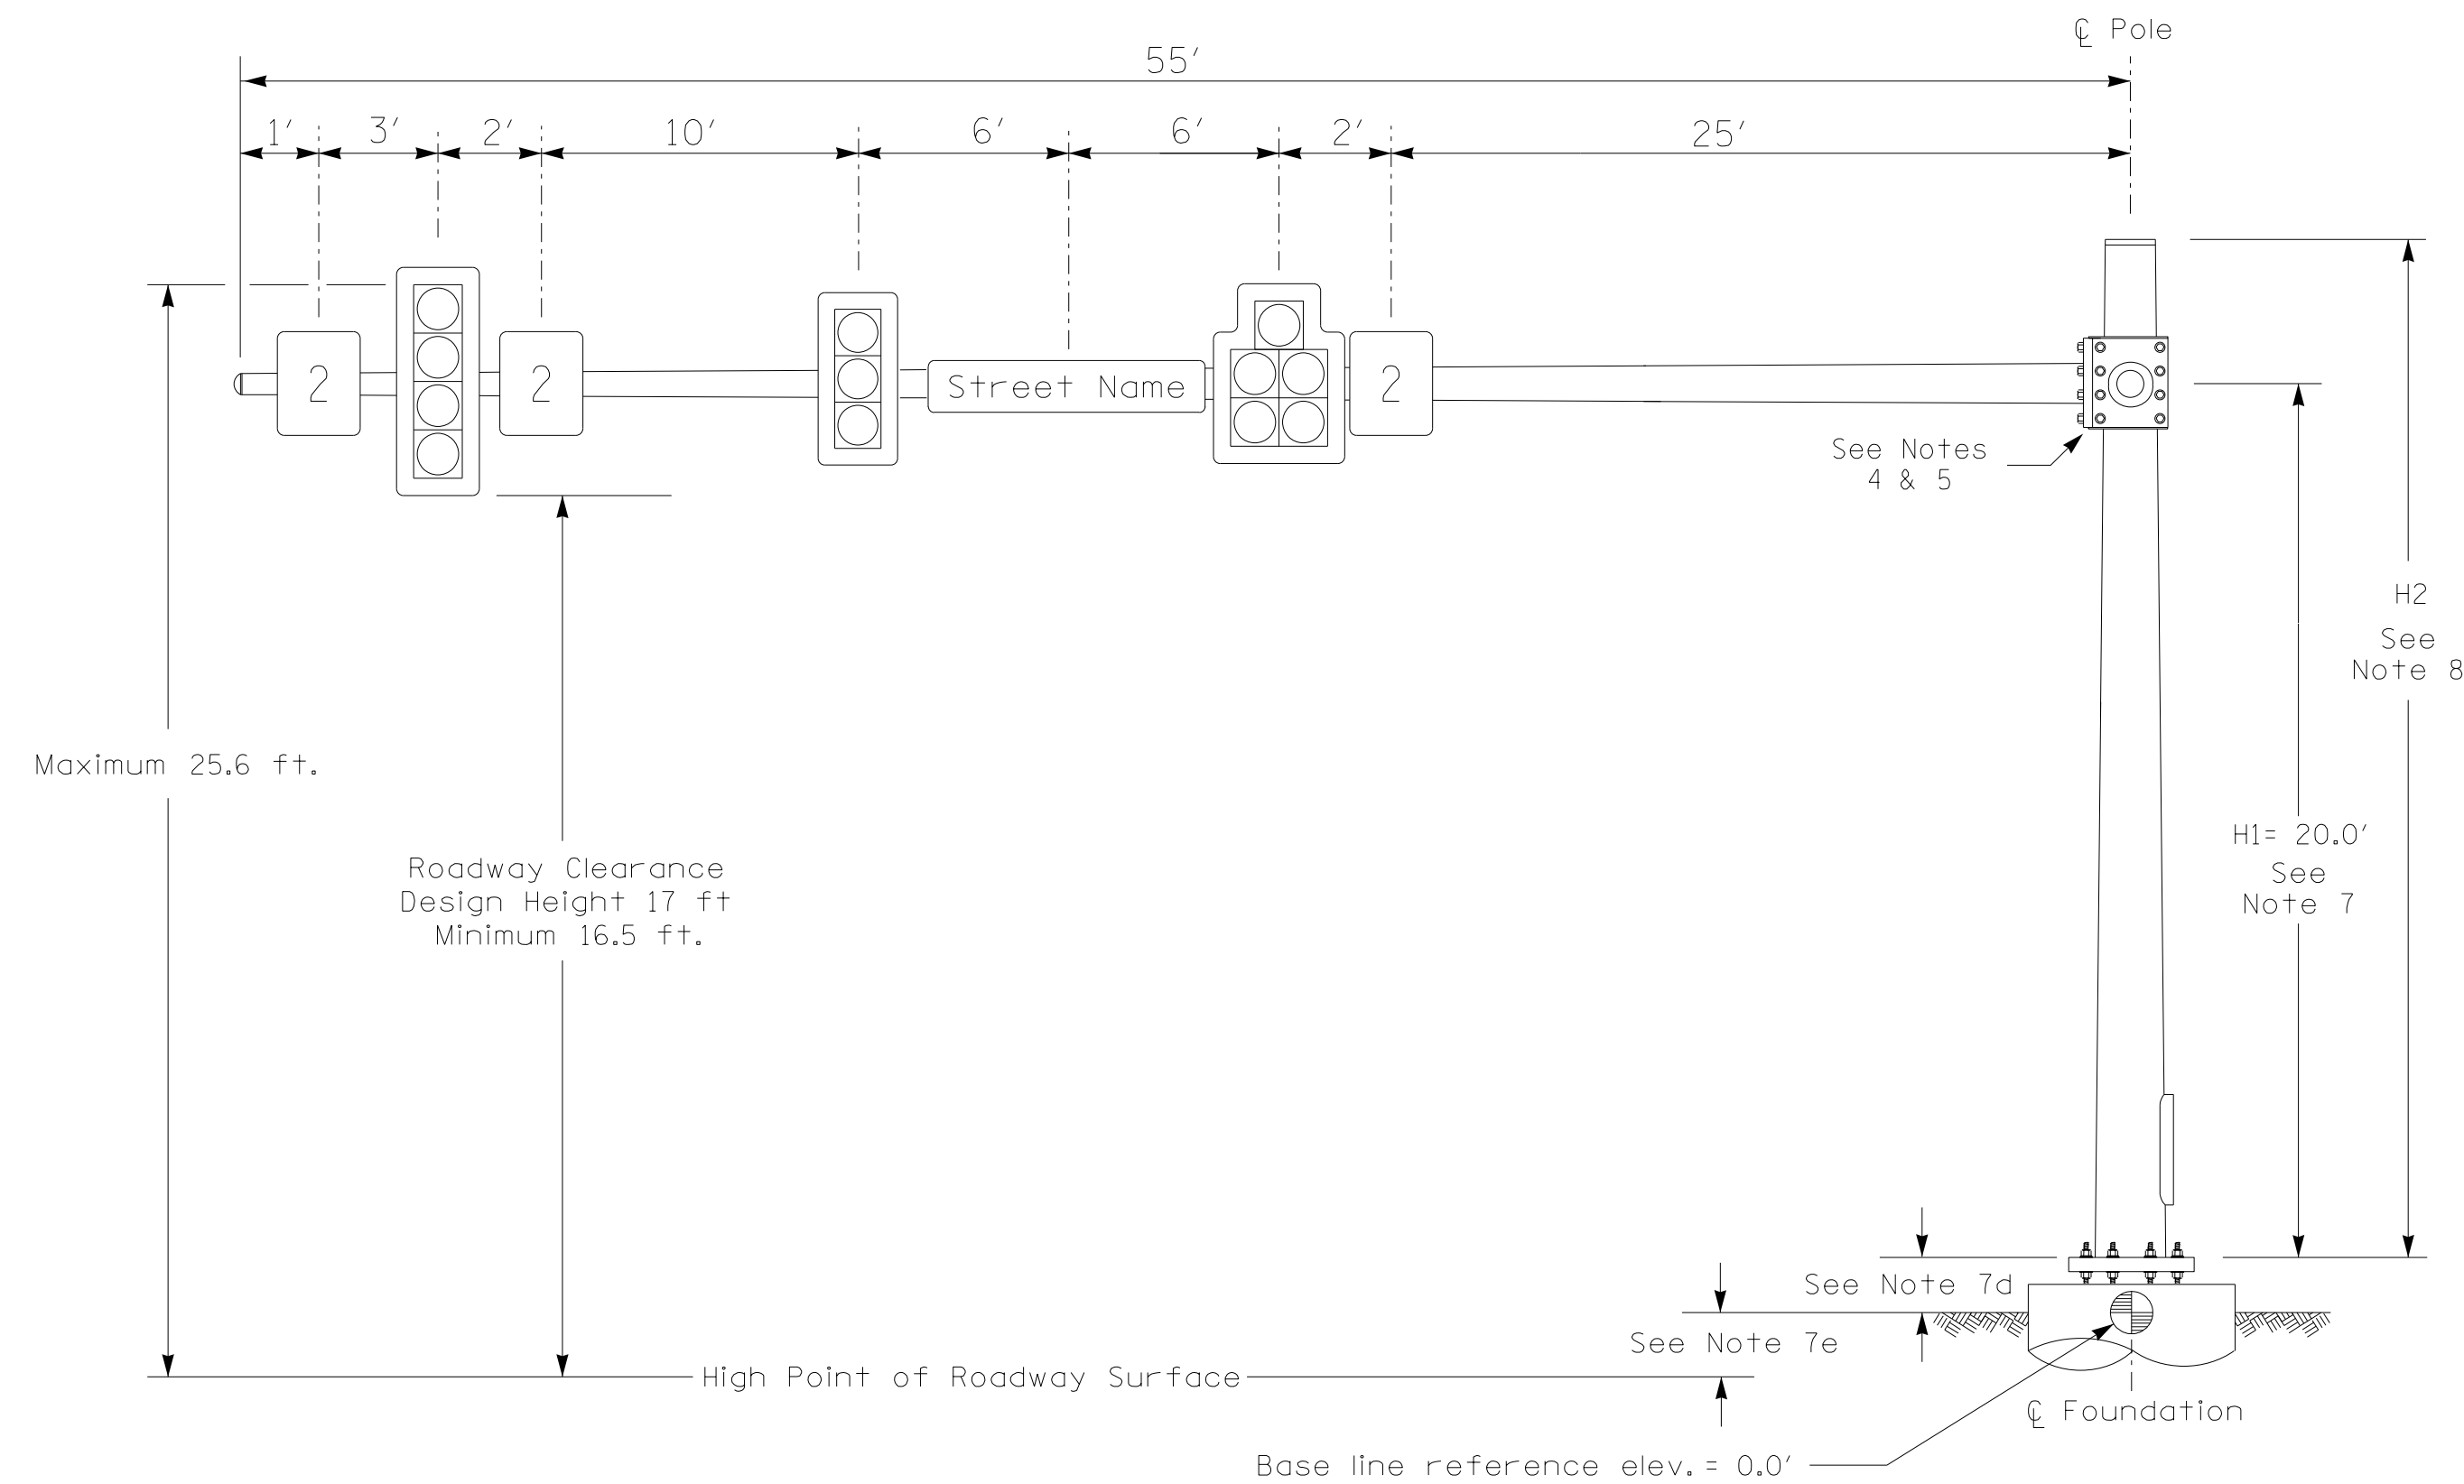 ℄ Pole
55'
1' 3' 2' 10' 6' 6' 2' 25'
2 2 Street Name 2
See Notes
4 & 5
H2
See
Note 8
Maximum 25.6 ft.
H1= 20.0'
See
Note 7
Roadway Clearance
Design Height 17 ft
Minimum 16.5 ft.
See Note 7d
See Note 7e
High Point of Roadway Surface
℄ Foundation
Base line reference elev.= 0.0'